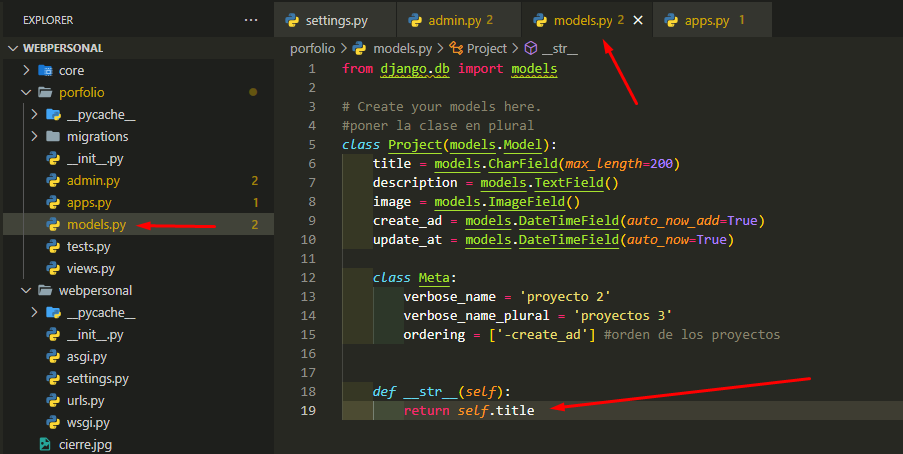 EXPLORER
settings.py
admin.py 2
models.py 2
apps.py 1
WEBPERSONAL
porfolio > models.py > Project > __str__
core
porfolio
__pycache__
migrations
__init__.py
admin.py 2
apps.py 1
models.py 2
tests.py
views.py
webpersonal
__pycache__
__init__.py
asgi.py
settings.py
urls.py
wsgi.py
cierre.jpg
1 from django.db import models
2
3 # Create your models here.
4 #poner la clase en plural
5 class Project(models.Model):
6     title = models.CharField(max_length=200)
7     description = models.TextField()
8     image = models.ImageField()
9     create_ad = models.DateTimeField(auto_now_add=True)
10     update_at = models.DateTimeField(auto_now=True)
11
12     class Meta:
13         verbose_name = 'proyecto 2'
14         verbose_name_plural = 'proyectos 3'
15         ordering = ['-create_ad'] #orden de los proyectos
16
17
18     def __str__(self):
19         return self.title